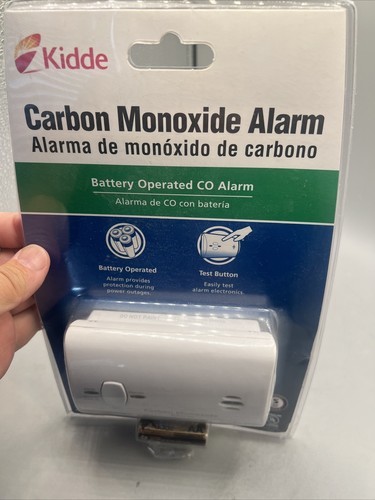 Kidde
Carbon Monoxide Alarm
Alarma de monóxido de carbono
Battery Operated CO Alarm
Alarma de CO con batería
Battery Operated
Alarm provides
protection during
power outages.
Test Button
Easily test
alarm electronics.